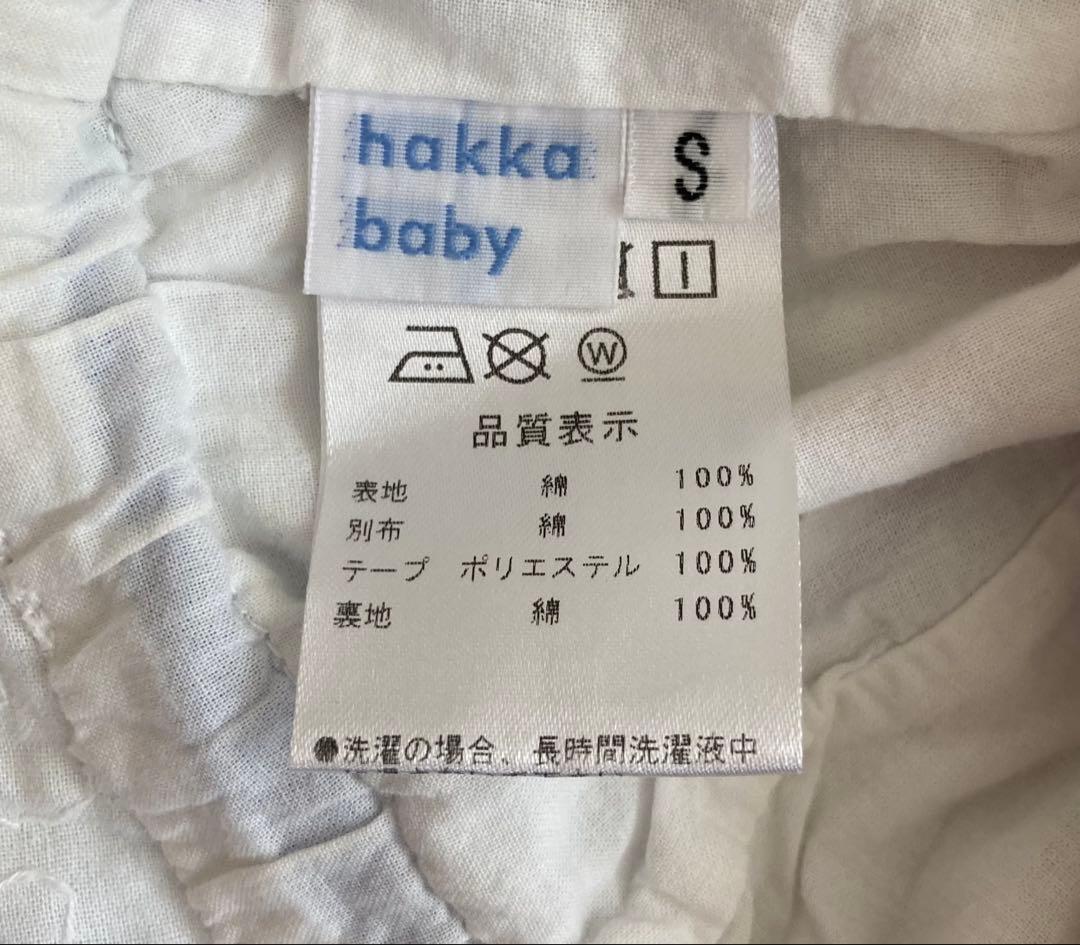 hakka
baby
S
W
品質表示
表地 綿 100%
別布 綿 100%
テープ ポリエステル 100%
裏地 綿 100%
●洗濯の場合、長時間洗濯液中